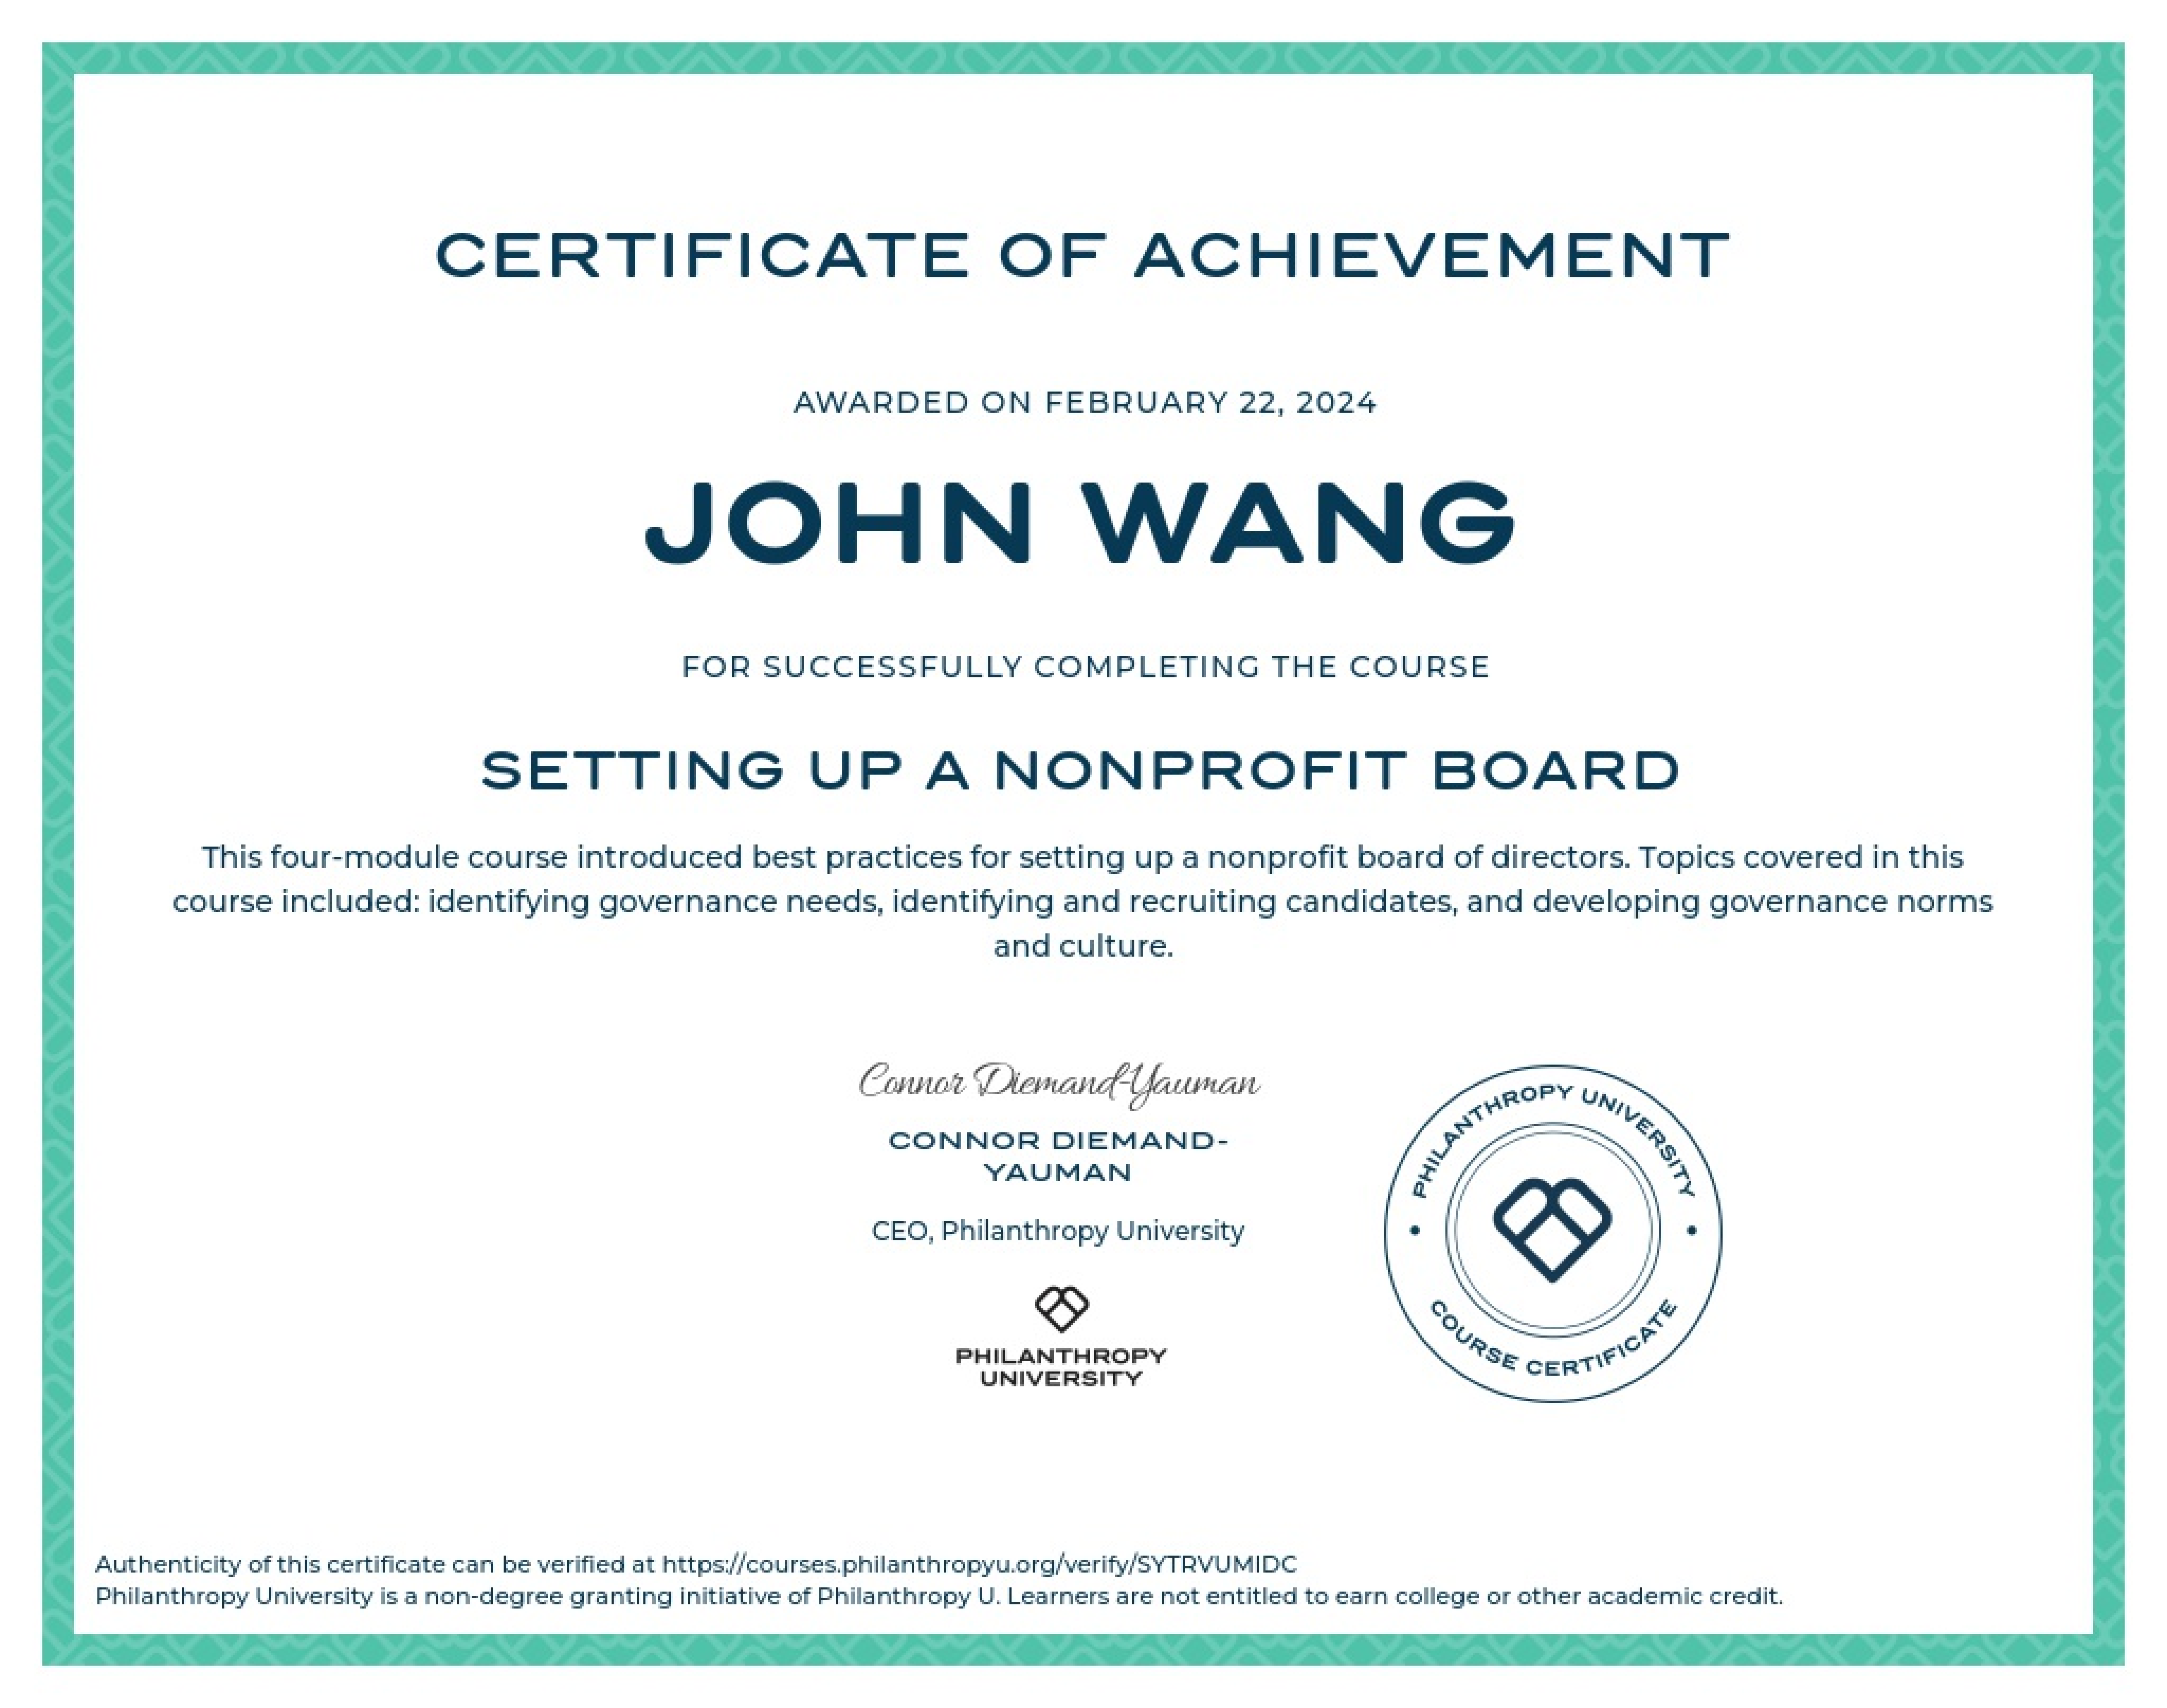 CERTIFICATE OF ACHIEVEMENT
AWARDED ON FEBRUARY 22, 2024
JOHN WANG
FOR SUCCESSFULLY COMPLETING THE COURSE
SETTING UP A NONPROFIT BOARD
This four-module course introduced best practices for setting up a nonprofit board of directors. Topics covered in this
course included: identifying governance needs, identifying and recruiting candidates, and developing governance norms
and culture.
Connor Diemand-Yauman
CONNOR DIEMAND-
YAUMAN
CEO, Philanthropy University
PHILANTHROPY
UNIVERSITY
PHILANTHROPY UNIVERSITY
COURSE CERTIFICATE
Authenticity of this certificate can be verified at https://courses.philanthropyu.org/verify/SYTRVUMIDC
Philanthropy University is a non-degree granting initiative of Philanthropy U. Learners are not entitled to earn college or other academic credit.